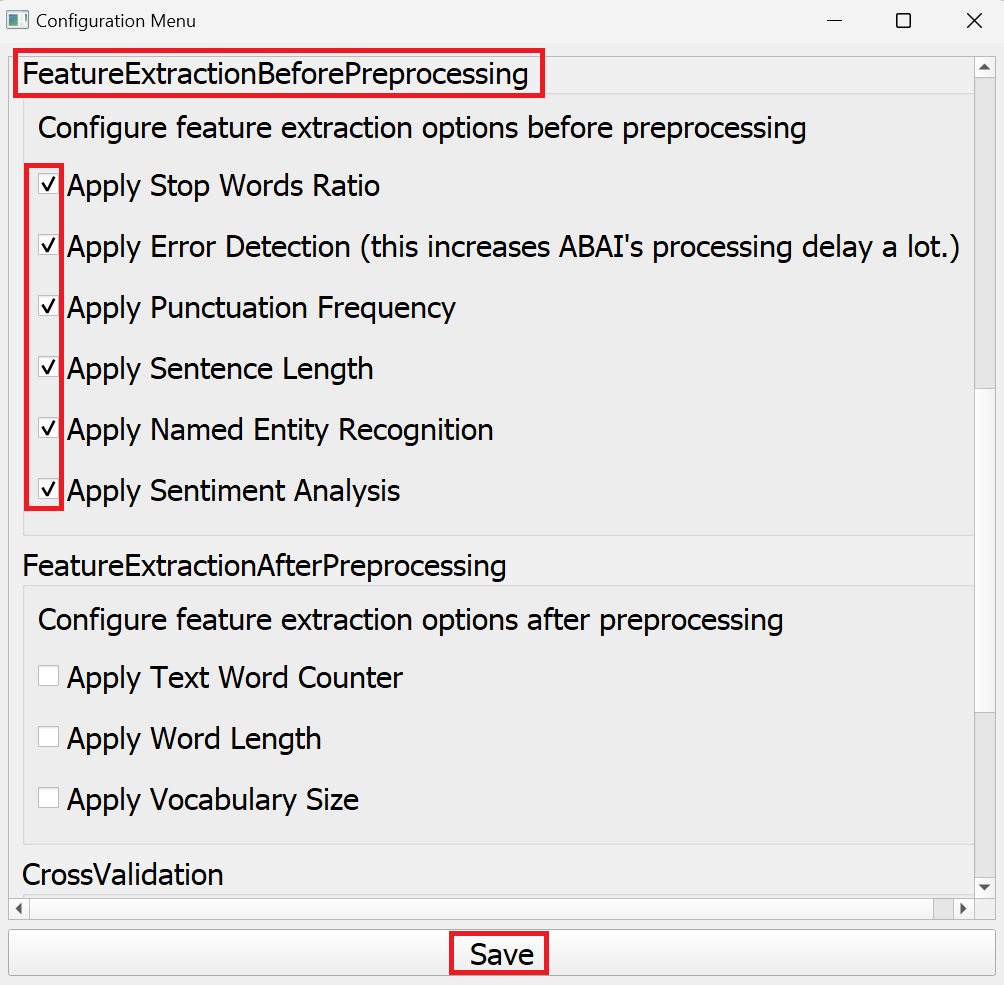 Configuration Menu
FeatureExtractionBeforePreprocessing
Configure feature extraction options before preprocessing
Apply Stop Words Ratio
Apply Error Detection (this increases ABAI's processing delay a lot.)
Apply Punctuation Frequency
Apply Sentence Length
Apply Named Entity Recognition
Apply Sentiment Analysis
FeatureExtractionAfterPreprocessing
Configure feature extraction options after preprocessing
Apply Text Word Counter
Apply Word Length
Apply Vocabulary Size
CrossValidation
Save